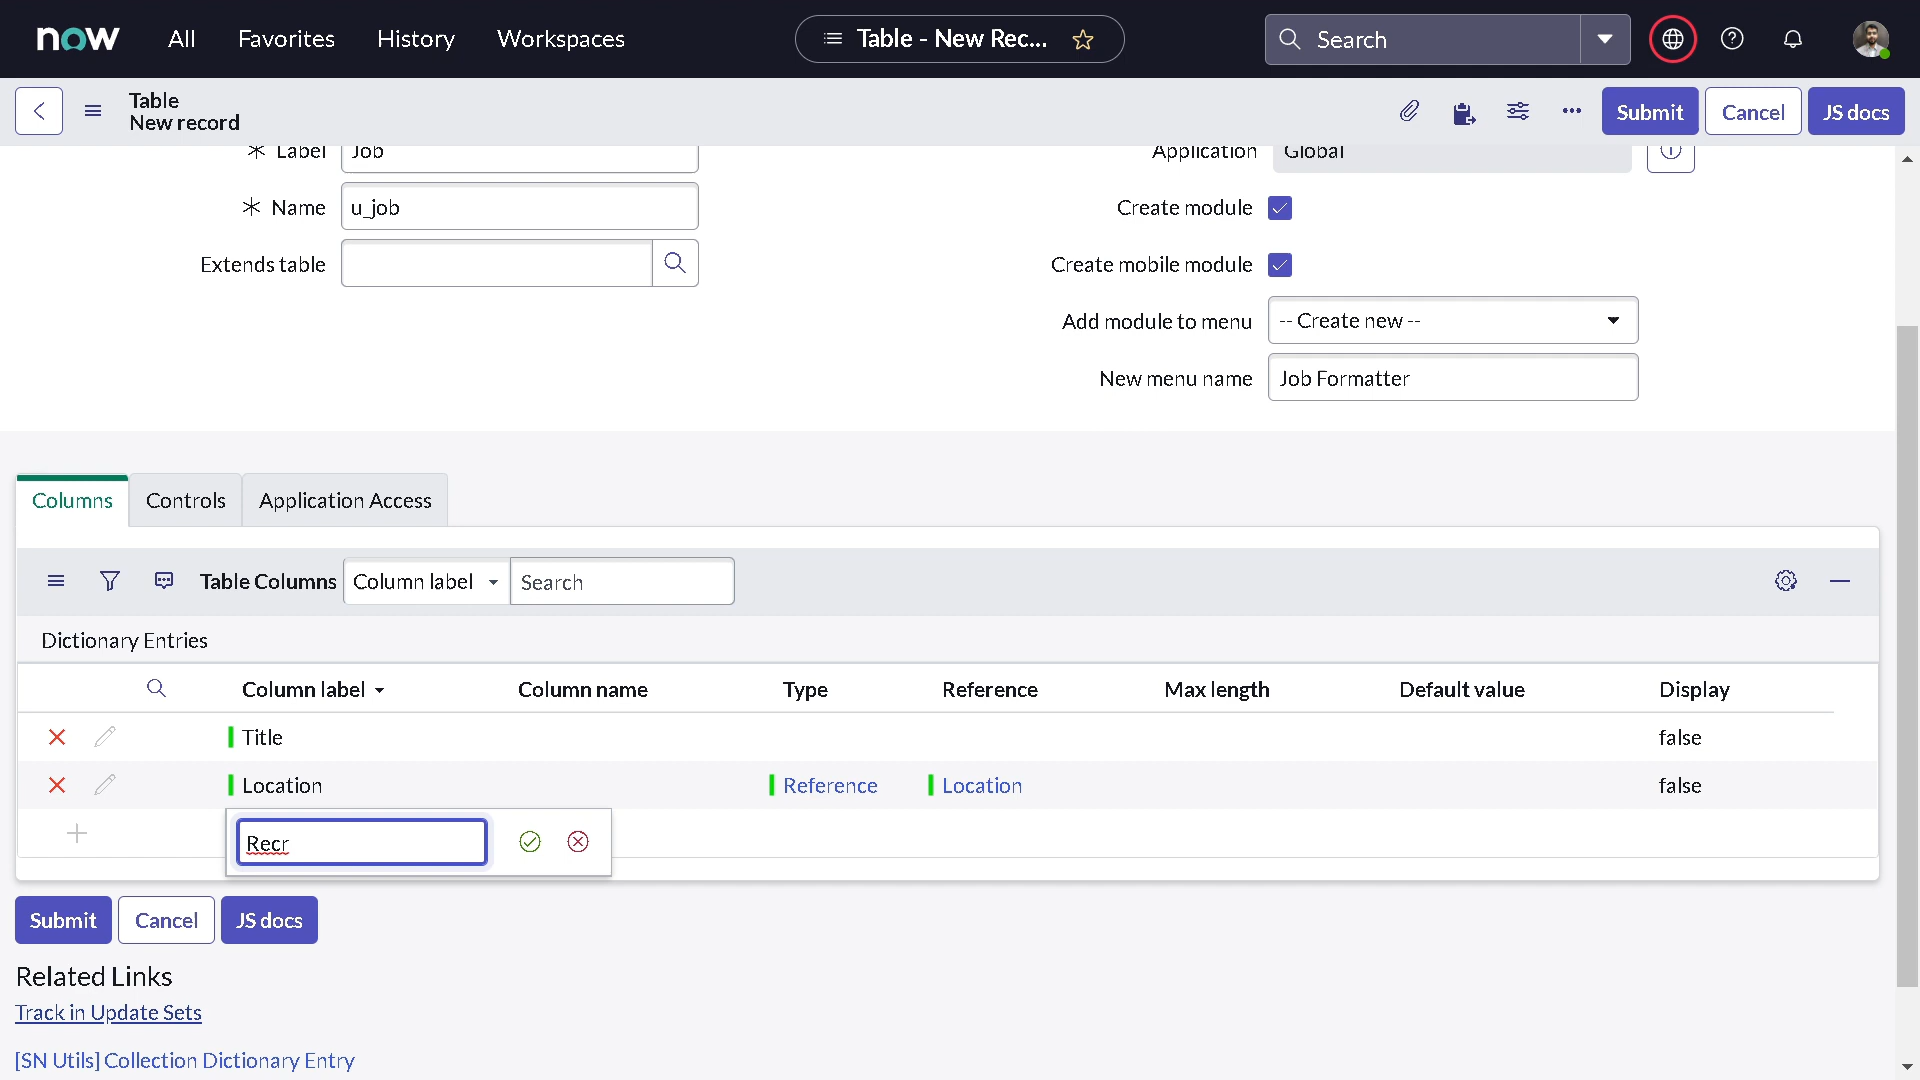 now All Favorites History Workspaces Table - New Rec... Search
Table
New record
Submit Cancel JS docs
* Label Job
Application Global
* Name u_job
Create module
Extends table
Create mobile module
Add module to menu -- Create new --
New menu name Job Formatter
Columns Controls Application Access
Table Columns Column label Search
Dictionary Entries
Column label Column name Type Reference Max length Default value Display
Title false
Location Reference Location false
Recr
Submit Cancel JS docs
Related Links
Track in Update Sets
[SN Utils] Collection Dictionary Entry